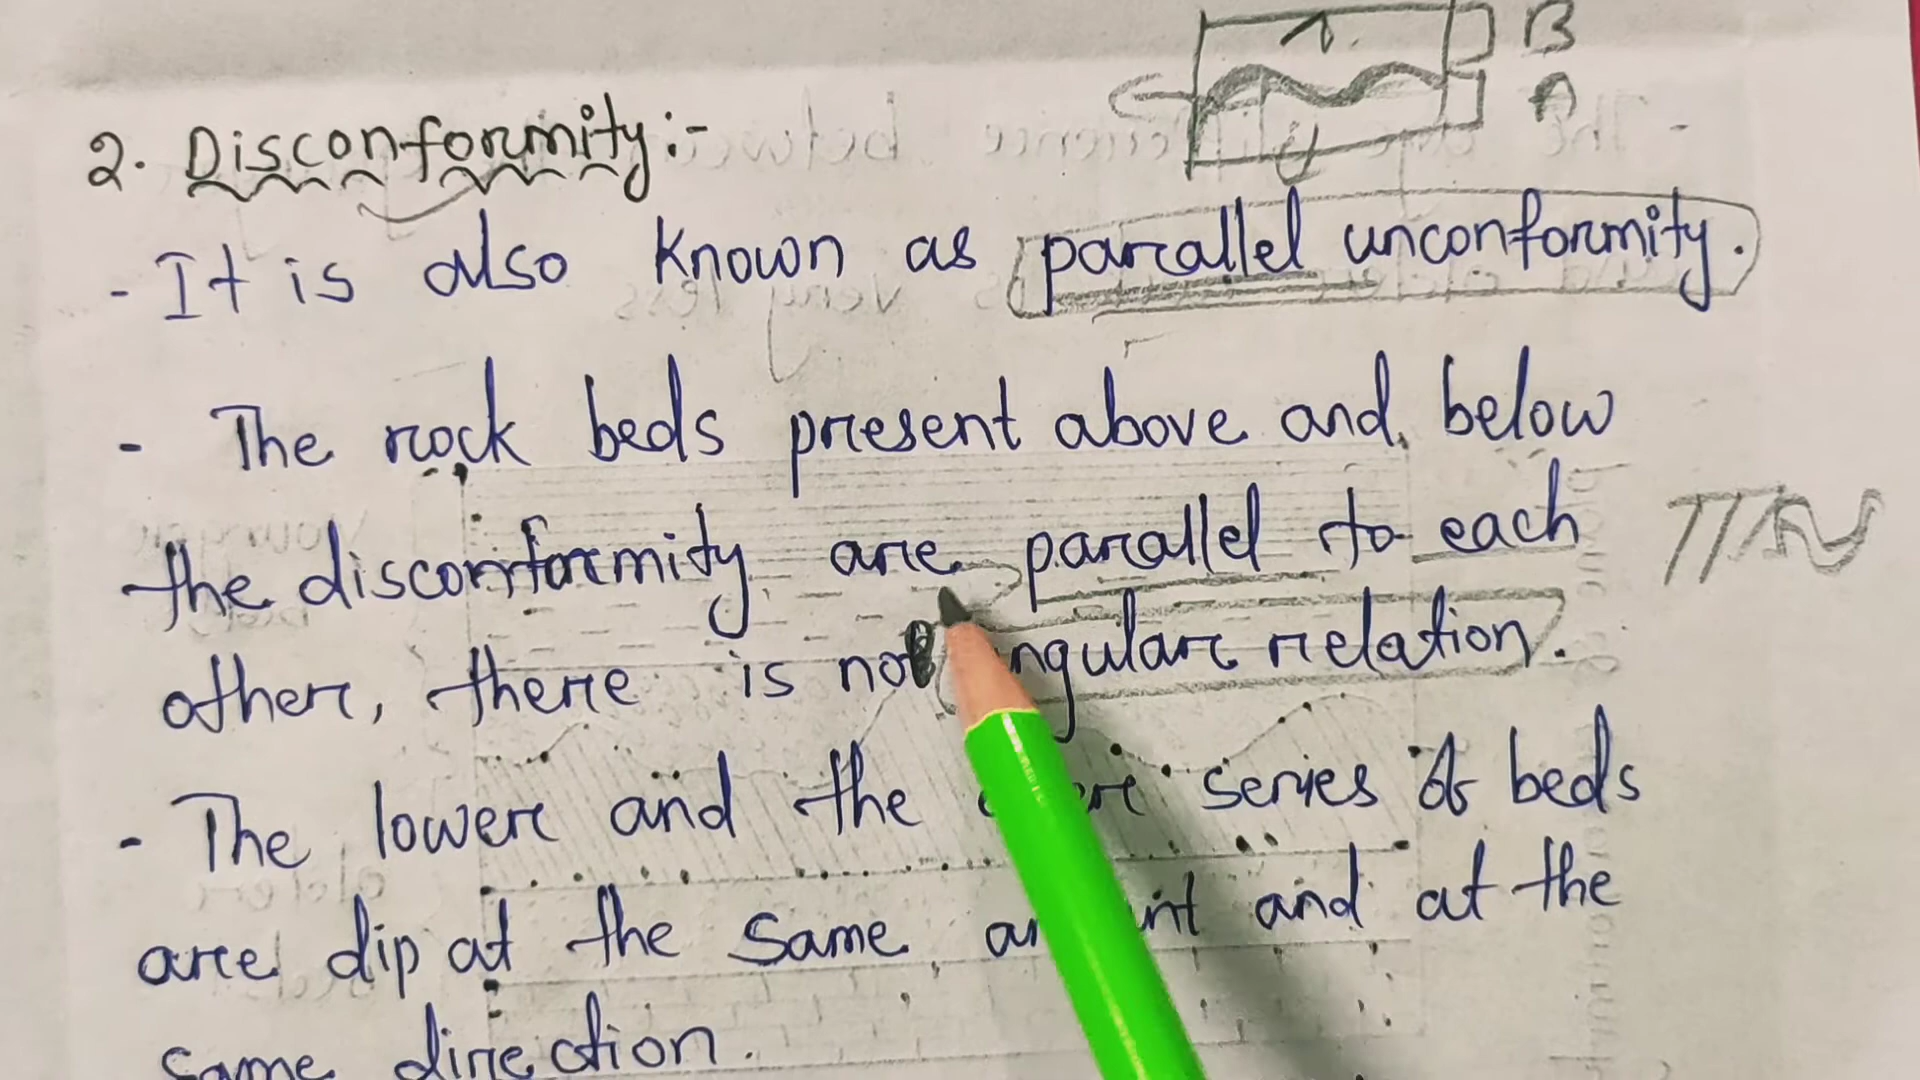 B
A
2. Disconformity:-
- It is also known as parallel unconformity.
- The rock beds present above and below
the disconformity are parallel to each
other, there is no angular relation.
- The lower and the series of beds
are dip at the same and at the
same direction.